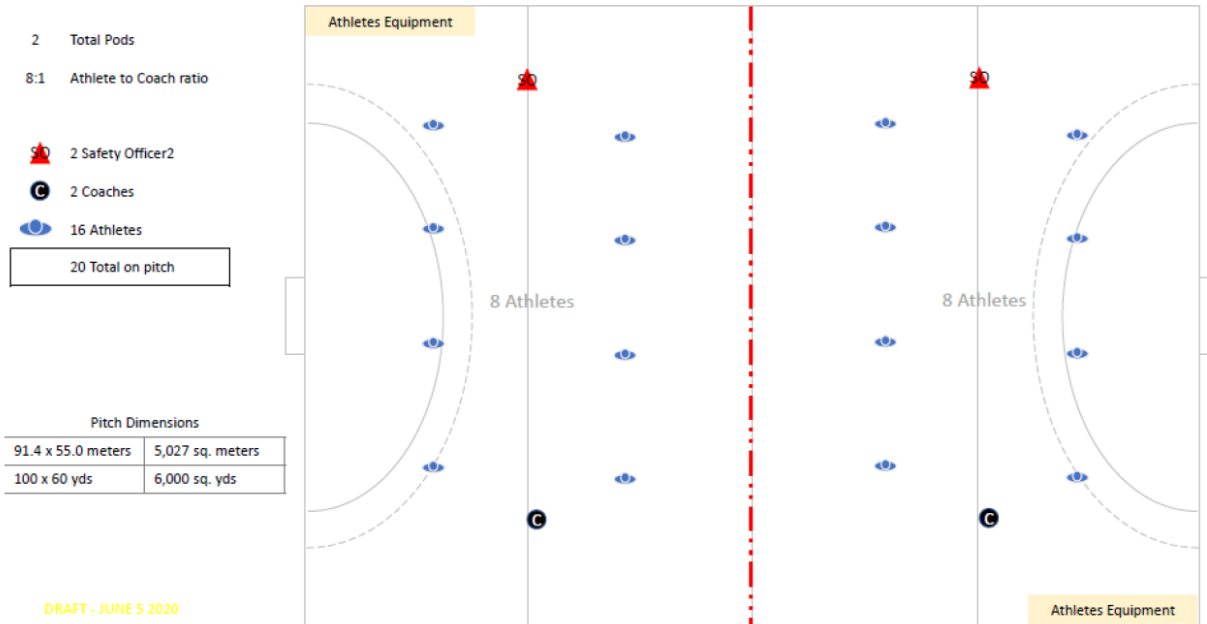 Athletes Equipment
2 Total Pods
8:1 Athlete to Coach ratio
SO 2 Safety Officer2
C 2 Coaches
16 Athletes
20 Total on pitch
SO
SO
8 Athletes
8 Athletes
Pitch Dimensions
91.4 x 55.0 meters 5,027 sq. meters
100 x 60 yds 6,000 sq. yds
C
C
DRAFT - JUNE 5 2020
Athletes Equipment